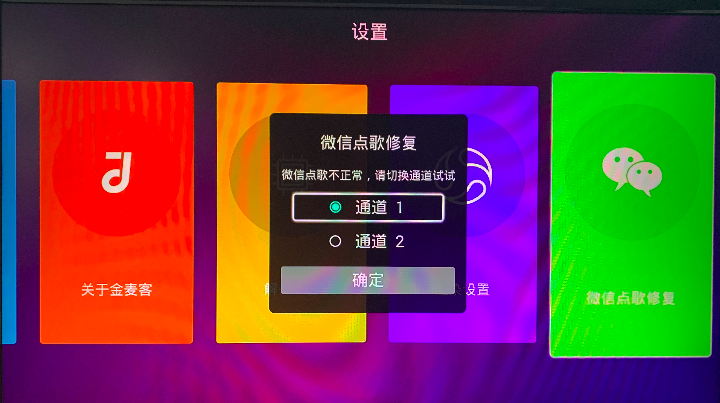 设置
微信点歌修复
微信点歌不正常，请切换通道试试
通道 1
通道 2
确定
关于金麦客
解
设置
微信点歌修复